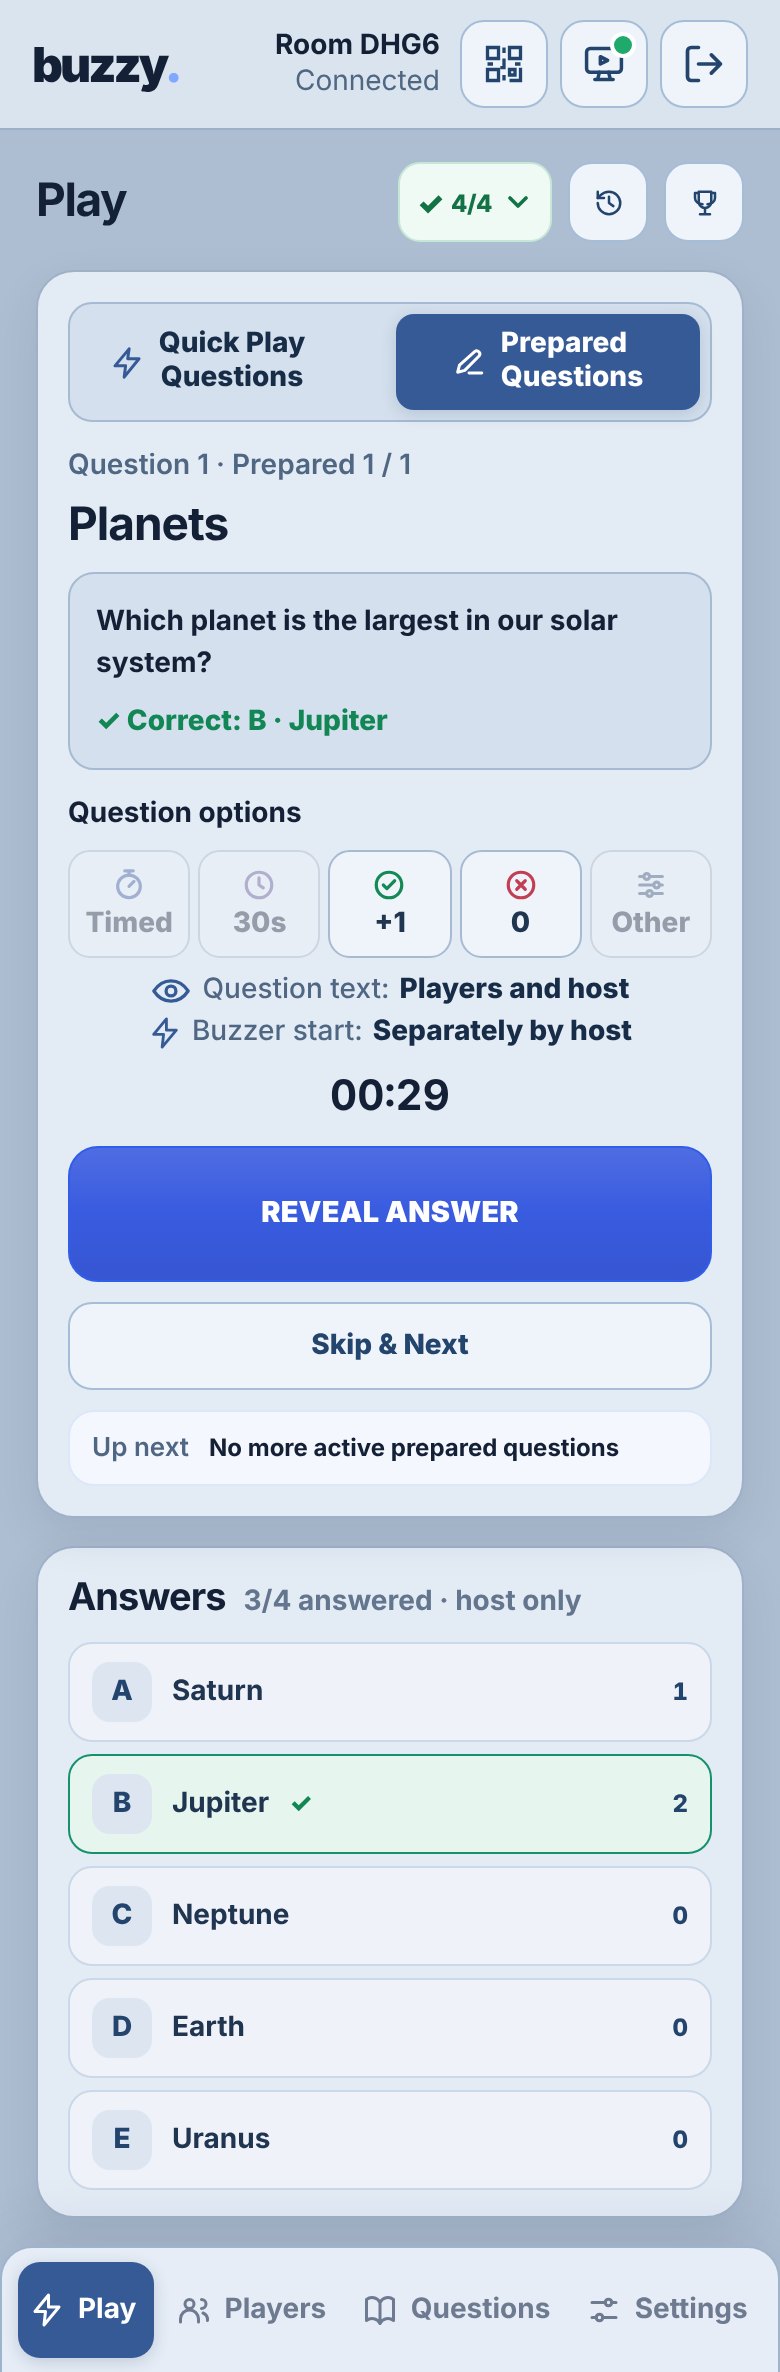 buzzy.
Room DHG6
Connected
Play
4/4
Quick Play
Questions
Prepared
Questions
Question 1 · Prepared 1 / 1
Planets
Which planet is the largest in our solar
system?
Correct: B · Jupiter
Question options
Timed
30s
+1
0
Other
Question text: Players and host
Buzzer start: Separately by host
00:29
REVEAL ANSWER
Skip & Next
Up next No more active prepared questions
Answers 3/4 answered · host only
A Saturn 1
B Jupiter 2
C Neptune 0
D Earth 0
E Uranus 0
Play Players Questions Settings